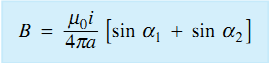 B = μ₀i / 4πa [sin α₁ + sin α₂]